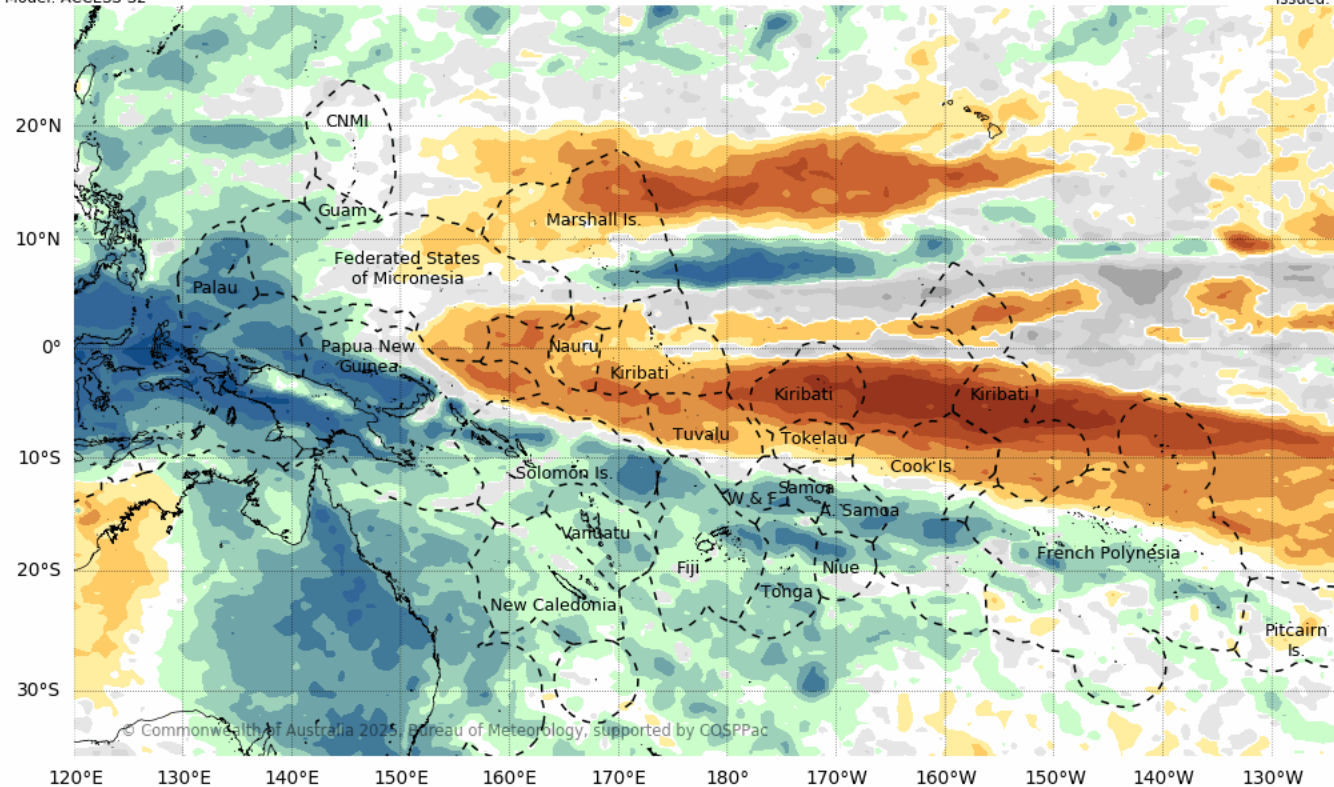 Model: ACCESS-S2
Issued:
20°N
10°N
0°
10°S
20°S
30°S
CNMI
Guam
Marshall Is.
Federated States
of Micronesia
Palau
Papua New
Guinea
Nauru
Kiribati
Kiribati
Kiribati
Tuvalu
Tokelau
Cook Is.
Solomon Is.
Samoa
W & F
A. Samoa
Vanuatu
French Polynesia
Fiji
Niue
Tonga
New Caledonia
Pitcairn
Is.
© Commonwealth of Australia 2025, Bureau of Meteorology, supported by COSPPac
120°E 130°E 140°E 150°E 160°E 170°E 180° 170°W 160°W 150°W 140°W 130°W